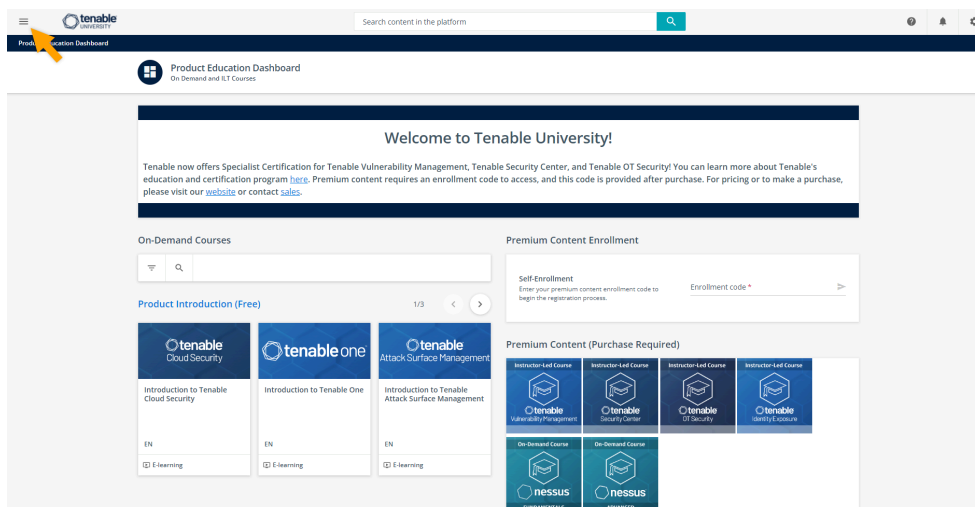 tenable
UNIVERSITY
Search content in the platform
Product Education Dashboard
Product Education Dashboard
On Demand and ILT Courses
Welcome to Tenable University!
Tenable now offers Specialist Certification for Tenable Vulnerability Management, Tenable Security Center, and Tenable OT Security! You can learn more about Tenable's
education and certification program here. Premium content requires an enrollment code to access, and this code is provided after purchase. For pricing or to make a purchase,
please visit our website or contact sales.
On-Demand Courses
Premium Content Enrollment
Self-Enrollment
Enter your premium content enrollment code to
begin the registration process.
Enrollment code *
Product Introduction (Free)
1/3
tenable
Cloud Security
tenable one
tenable
Attack Surface Management
Introduction to Tenable
Cloud Security
Introduction to Tenable One
Introduction to Tenable
Attack Surface Management
EN
EN
EN
E-learning
E-learning
E-learning
Premium Content (Purchase Required)
Instructor-Led Course
tenable
Vulnerability Management
Instructor-Led Course
tenable
Security Center
Instructor-Led Course
tenable
OT Security
Instructor-Led Course
tenable
Identity Exposure
On-Demand Course
nessus
FUNDAMENTALS
On-Demand Course
nessus
ADVANCED